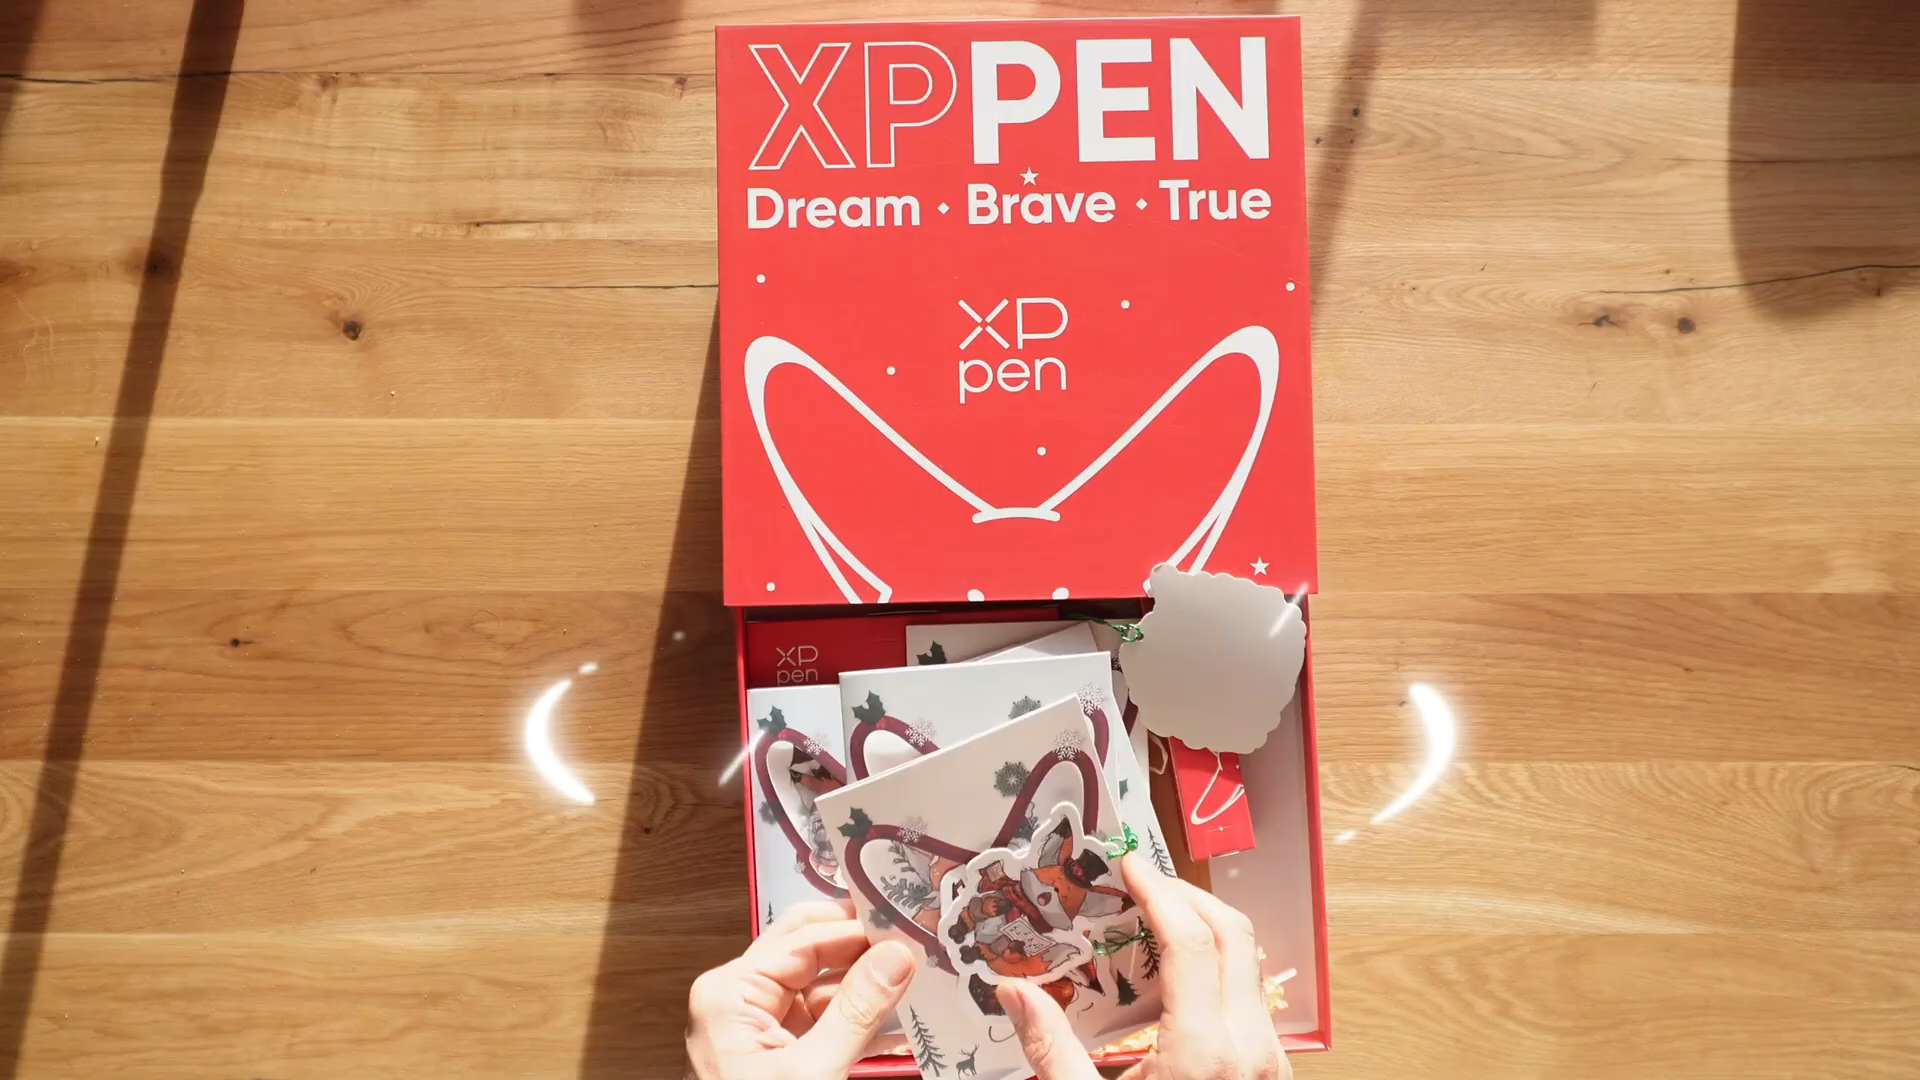 XPPEN
Dream · Brave · True
XP
pen
XP
pen